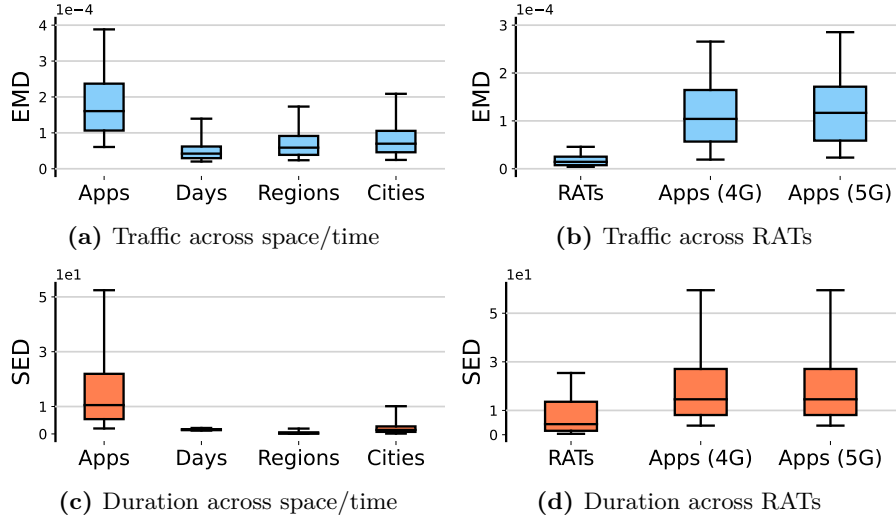 1e−4
4
3
2
1
0
EMD
Apps Days Regions Cities
(a) Traffic across space/time
1e−4
3
2
1
0
EMD
RATs Apps (4G) Apps (5G)
(b) Traffic across RATs
1e1
5
3
1
0
SED
Apps Days Regions Cities
(c) Duration across space/time
1e1
5
3
1
0
SED
RATs Apps (4G) Apps (5G)
(d) Duration across RATs